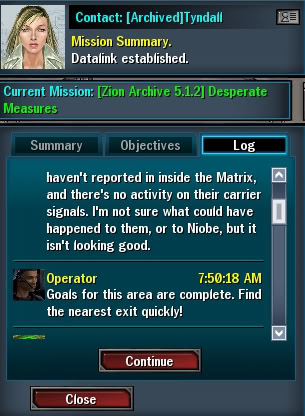 Contact: [Archived]Tyndall
Mission Summary.
Datalink established.
Current Mission: [Zion Archive 5.1.2] Desperate
Measures
Summary
Objectives
Log
haven't reported in inside the Matrix,
and there's no activity on their carrier
signals. I'm not sure what could have
happened to them, or to Niobe, but it
isn't looking good.
Operator 7:50:18 AM
Goals for this area are complete. Find
the nearest exit quickly!
Continue
Close